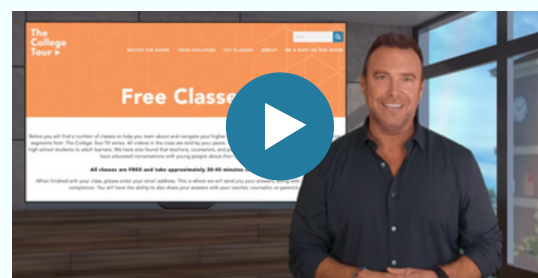 The
College
Tour
WATCH THE SHOW TOUR COLLEGES TCT CLASSES ABOUT BE A PART OF THE SHOW
Free Classe
Below you will find a number of classes to help you learn about and navigate your higher
segments from The College Tour TV series. All videos in the class are told by your peers.
high school students to adult learners. We have also found that teachers, counselors, and
have educated conversations with young people about their
All classes are FREE and take approximately 30-45 minutes
When finished with your class, please enter your email address. This is where we will send you your answers, along with
completion. You will have the ability to also share your answers with your teacher, counselor, or parent